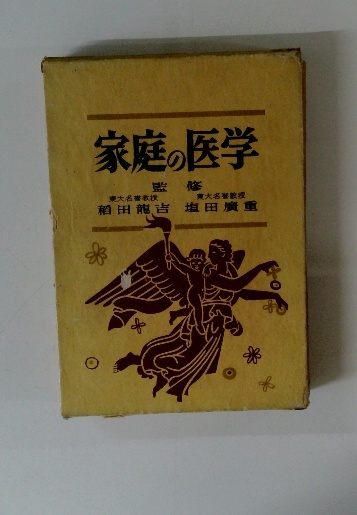 家庭の医学
監修
東大名誉教授 東大名誉教授
稻田龍吉 塩田廣重